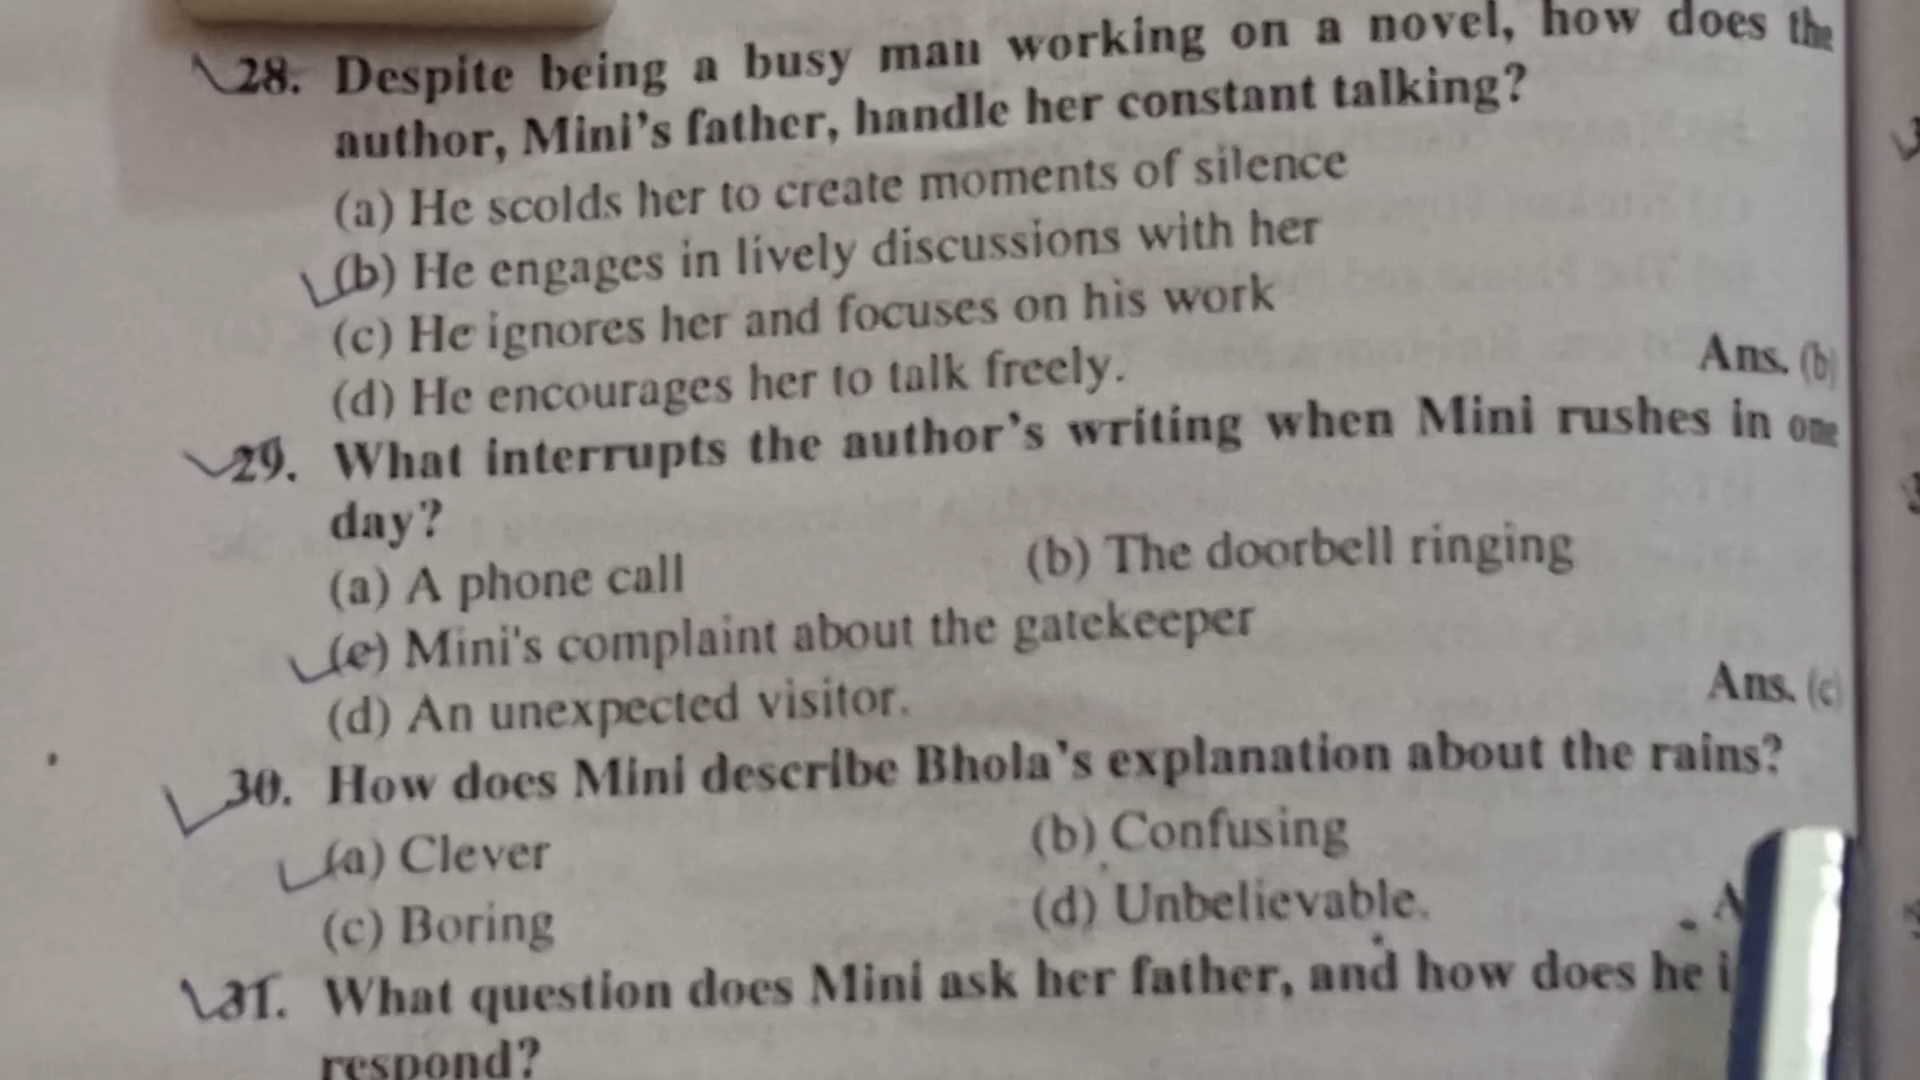 28. Despite being a busy man working on a novel, how does the
author, Mini's father, handle her constant talking?
(a) He scolds her to create moments of silence
(b) He engages in lively discussions with her
(c) He ignores her and focuses on his work
(d) He encourages her to talk freely.
Ans. (b)
29. What interrupts the author's writing when Mini rushes in one
day?
(a) A phone call
(b) The doorbell ringing
(c) Mini's complaint about the gatekeeper
(d) An unexpected visitor.
Ans. (c)
30. How does Mini describe Bhola's explanation about the rains?
(a) Clever
(b) Confusing
(c) Boring
(d) Unbelievable.
31. What question does Mini ask her father, and how does he
respond?